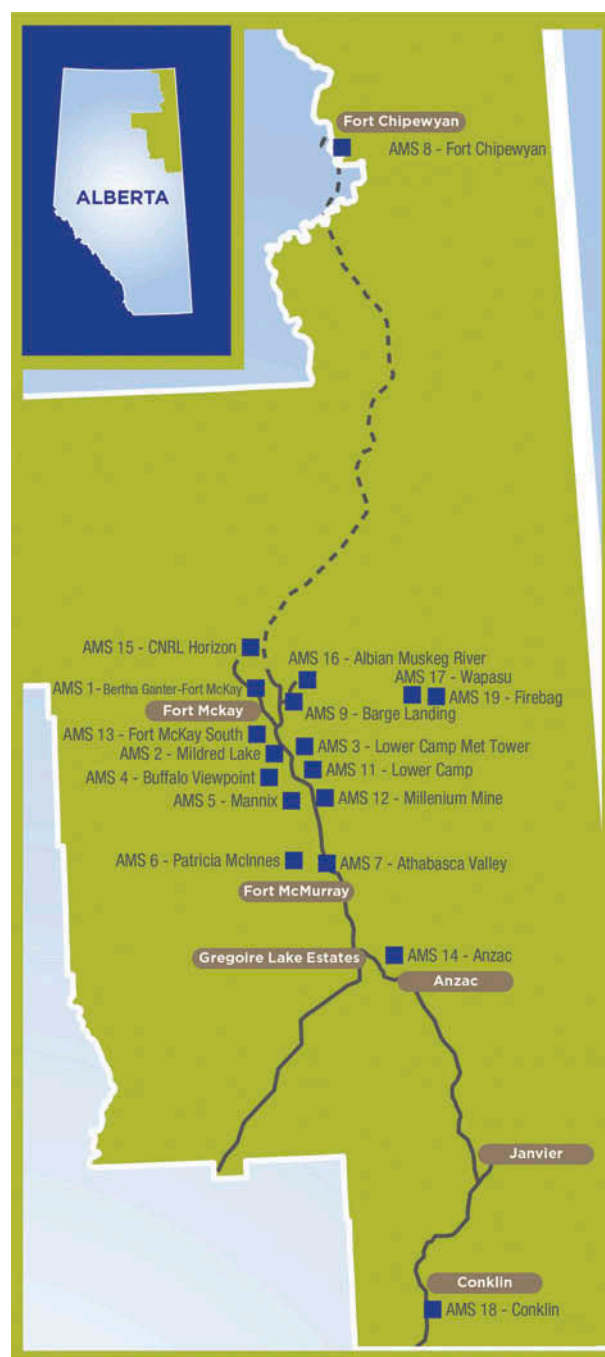 Fort Chipewyan
AMS 8 - Fort Chipewyan
ALBERTA
AMS 15 - CNRL Horizon
AMS 16 - Albian Muskeg River
AMS 17 - Wapasu
AMS 1- Bertha Ganter-Fort McKay
AMS 19 - Firebag
Fort Mckay
AMS 9 - Barge Landing
AMS 13 - Fort McKay South
AMS 3 - Lower Camp Met Tower
AMS 2 - Mildred Lake
AMS 11 - Lower Camp
AMS 4 - Buffalo Viewpoint
AMS 5 - Mannix
AMS 12 - Millenium Mine
AMS 6 - Patricia McInnes
AMS 7 - Athabasca Valley
Fort McMurray
Gregoire Lake Estates
AMS 14 - Anzac
Anzac
Janvier
Conklin
AMS 18 - Conklin